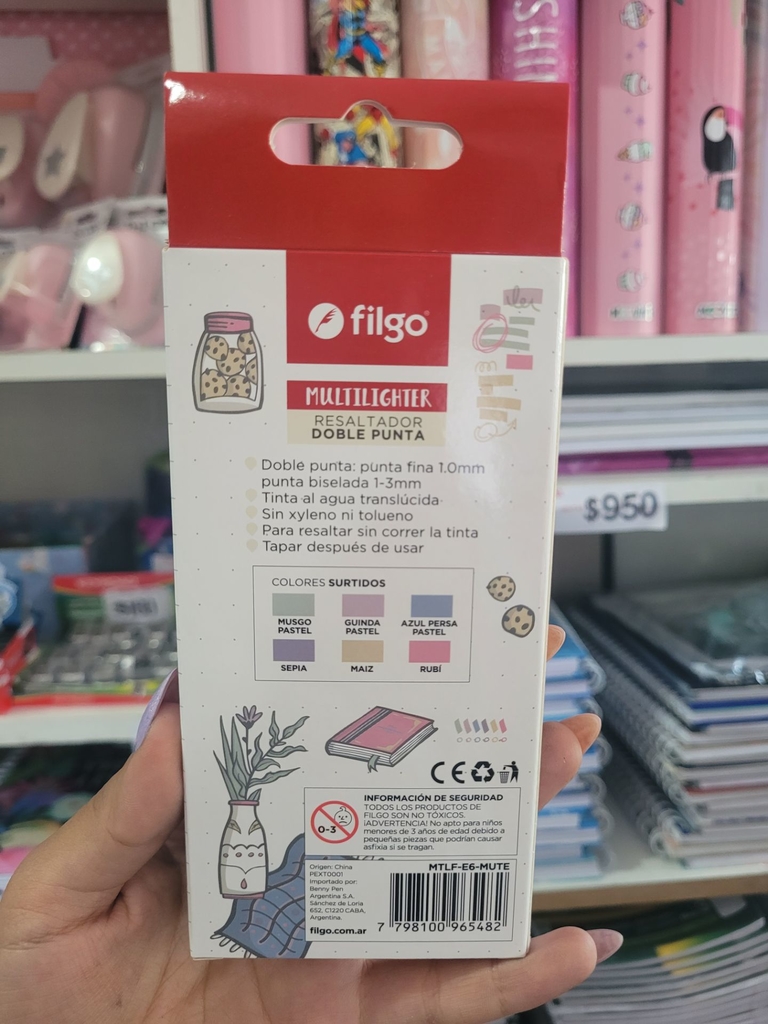 filgo
MULTILIGHTER
RESALTADOR
DOBLE PUNTA
Doble punta: punta fina 1.0mm
punta biselada 1-3mm
Tinta al agua translúcida
Sin xyleno ni tolueno
Para resaltar sin correr la tinta
Tapar después de usar
COLORES SURTIDOS
MUSGO PASTEL
GUINDA PASTEL
AZUL PERSA PASTEL
SEPIA
MAIZ
RUBÍ
CE
INFORMACIÓN DE SEGURIDAD
TODOS LOS PRODUCTOS DE
FILGO SON NO TÓXICOS.
¡ADVERTENCIA! No apto para niños
menores de 3 años de edad debido a
pequeñas piezas que podrían causar
asfixia si se tragan.
0-3
Origen: China
PEXT0001
Importado por:
Benny Pen
Argentina S.A.
Sánchez de Loria
652, C1220 CABA,
Argentina.
filgo.com.ar
MTLF-E6-MUTE
7 798100 965482
$950